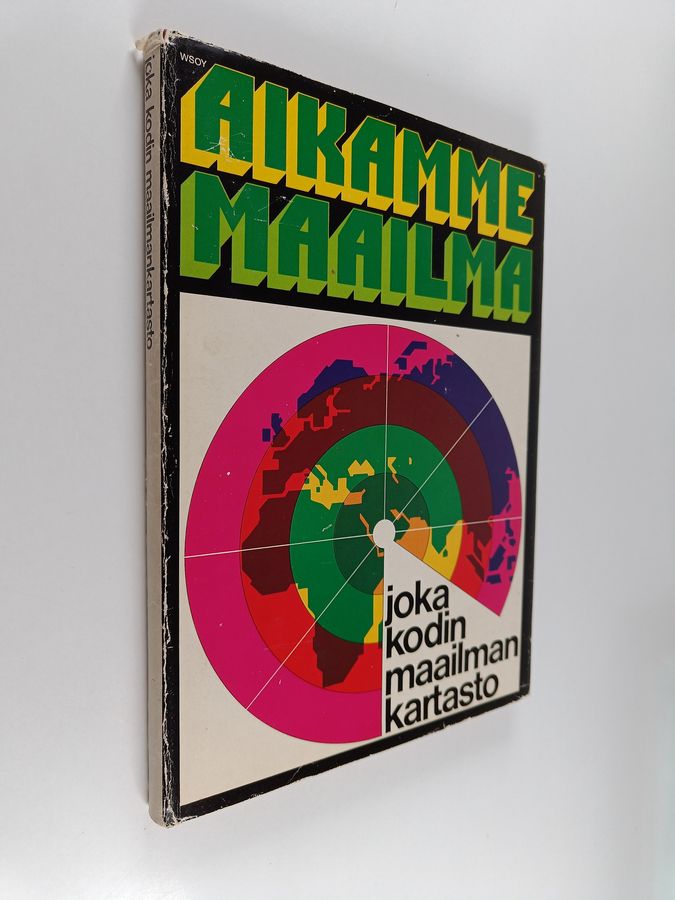 WSOY
AIKAMME
MAAILMA
joka
kodin
maailman
kartasto
joka kodin maailmankartasto